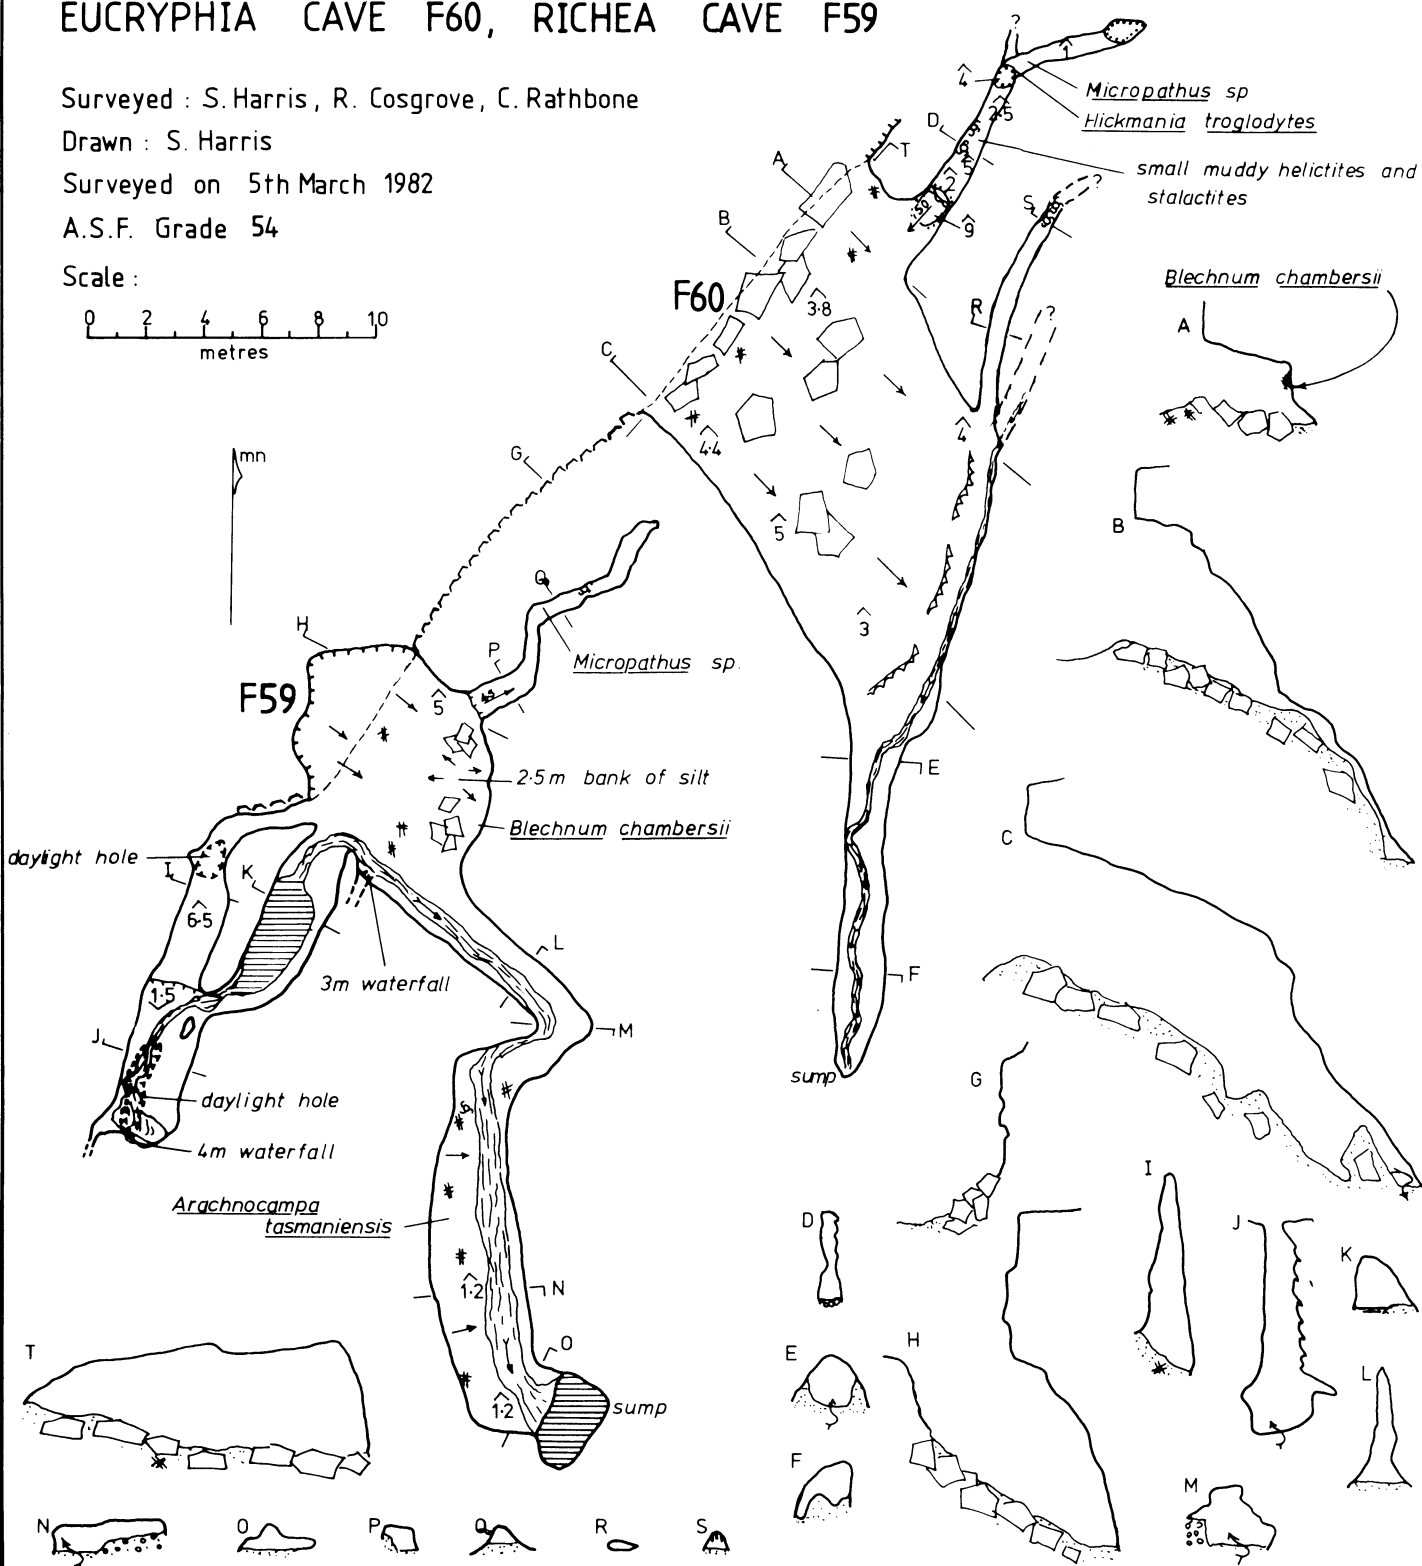 EUCRYPHIA CAVE F60, RICHEA CAVE F59
Surveyed : S. Harris, R. Cosgrove, C. Rathbone
Drawn : S. Harris
Surveyed on 5th March 1982
A.S.F. Grade 54
Scale :
0 2 4 6 8 10
metres
mn
?
1
4
Micropathus sp
Hickmania troglodytes
2·5
D
T
A
small muddy helictites and
stalactites
2
?
S
B
9
Blechnum chambersii
A
F60
3·8
R
?
C
G
4·4
4
B
5
Q
3
H
P
Micropathus sp.
F59
5
E
2·5m bank of silt
Blechnum chambersii
C
daylight hole
I
K
6·5
L
3m waterfall
F
1·5
J
M
sump
G
daylight hole
4m waterfall
I
Arachnocampa
tasmaniensis
D
J
K
1·2
N
O
T
H
E
L
1·2
sump
F
M
N
O
P
Q
R
S